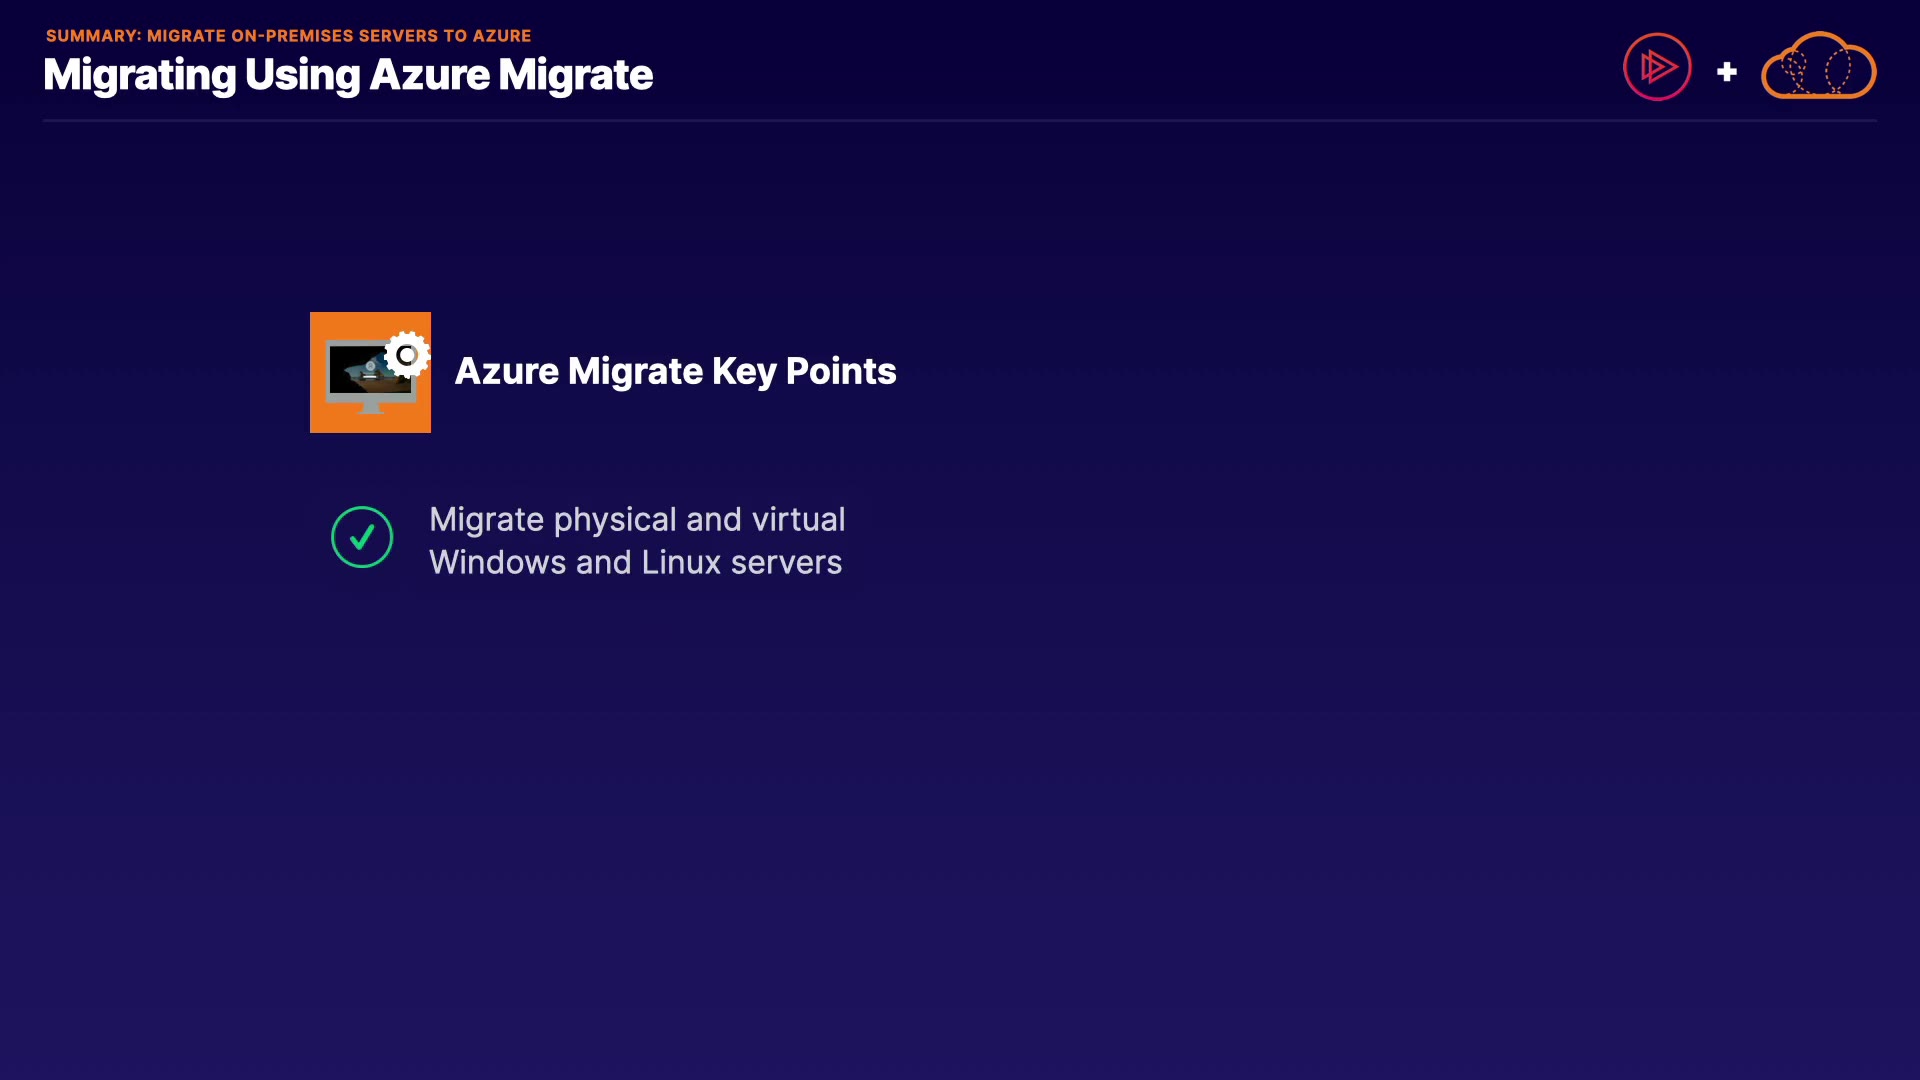 SUMMARY: MIGRATE ON-PREMISES SERVERS TO AZURE
Migrating Using Azure Migrate
Azure Migrate Key Points
Migrate physical and virtual
Windows and Linux servers